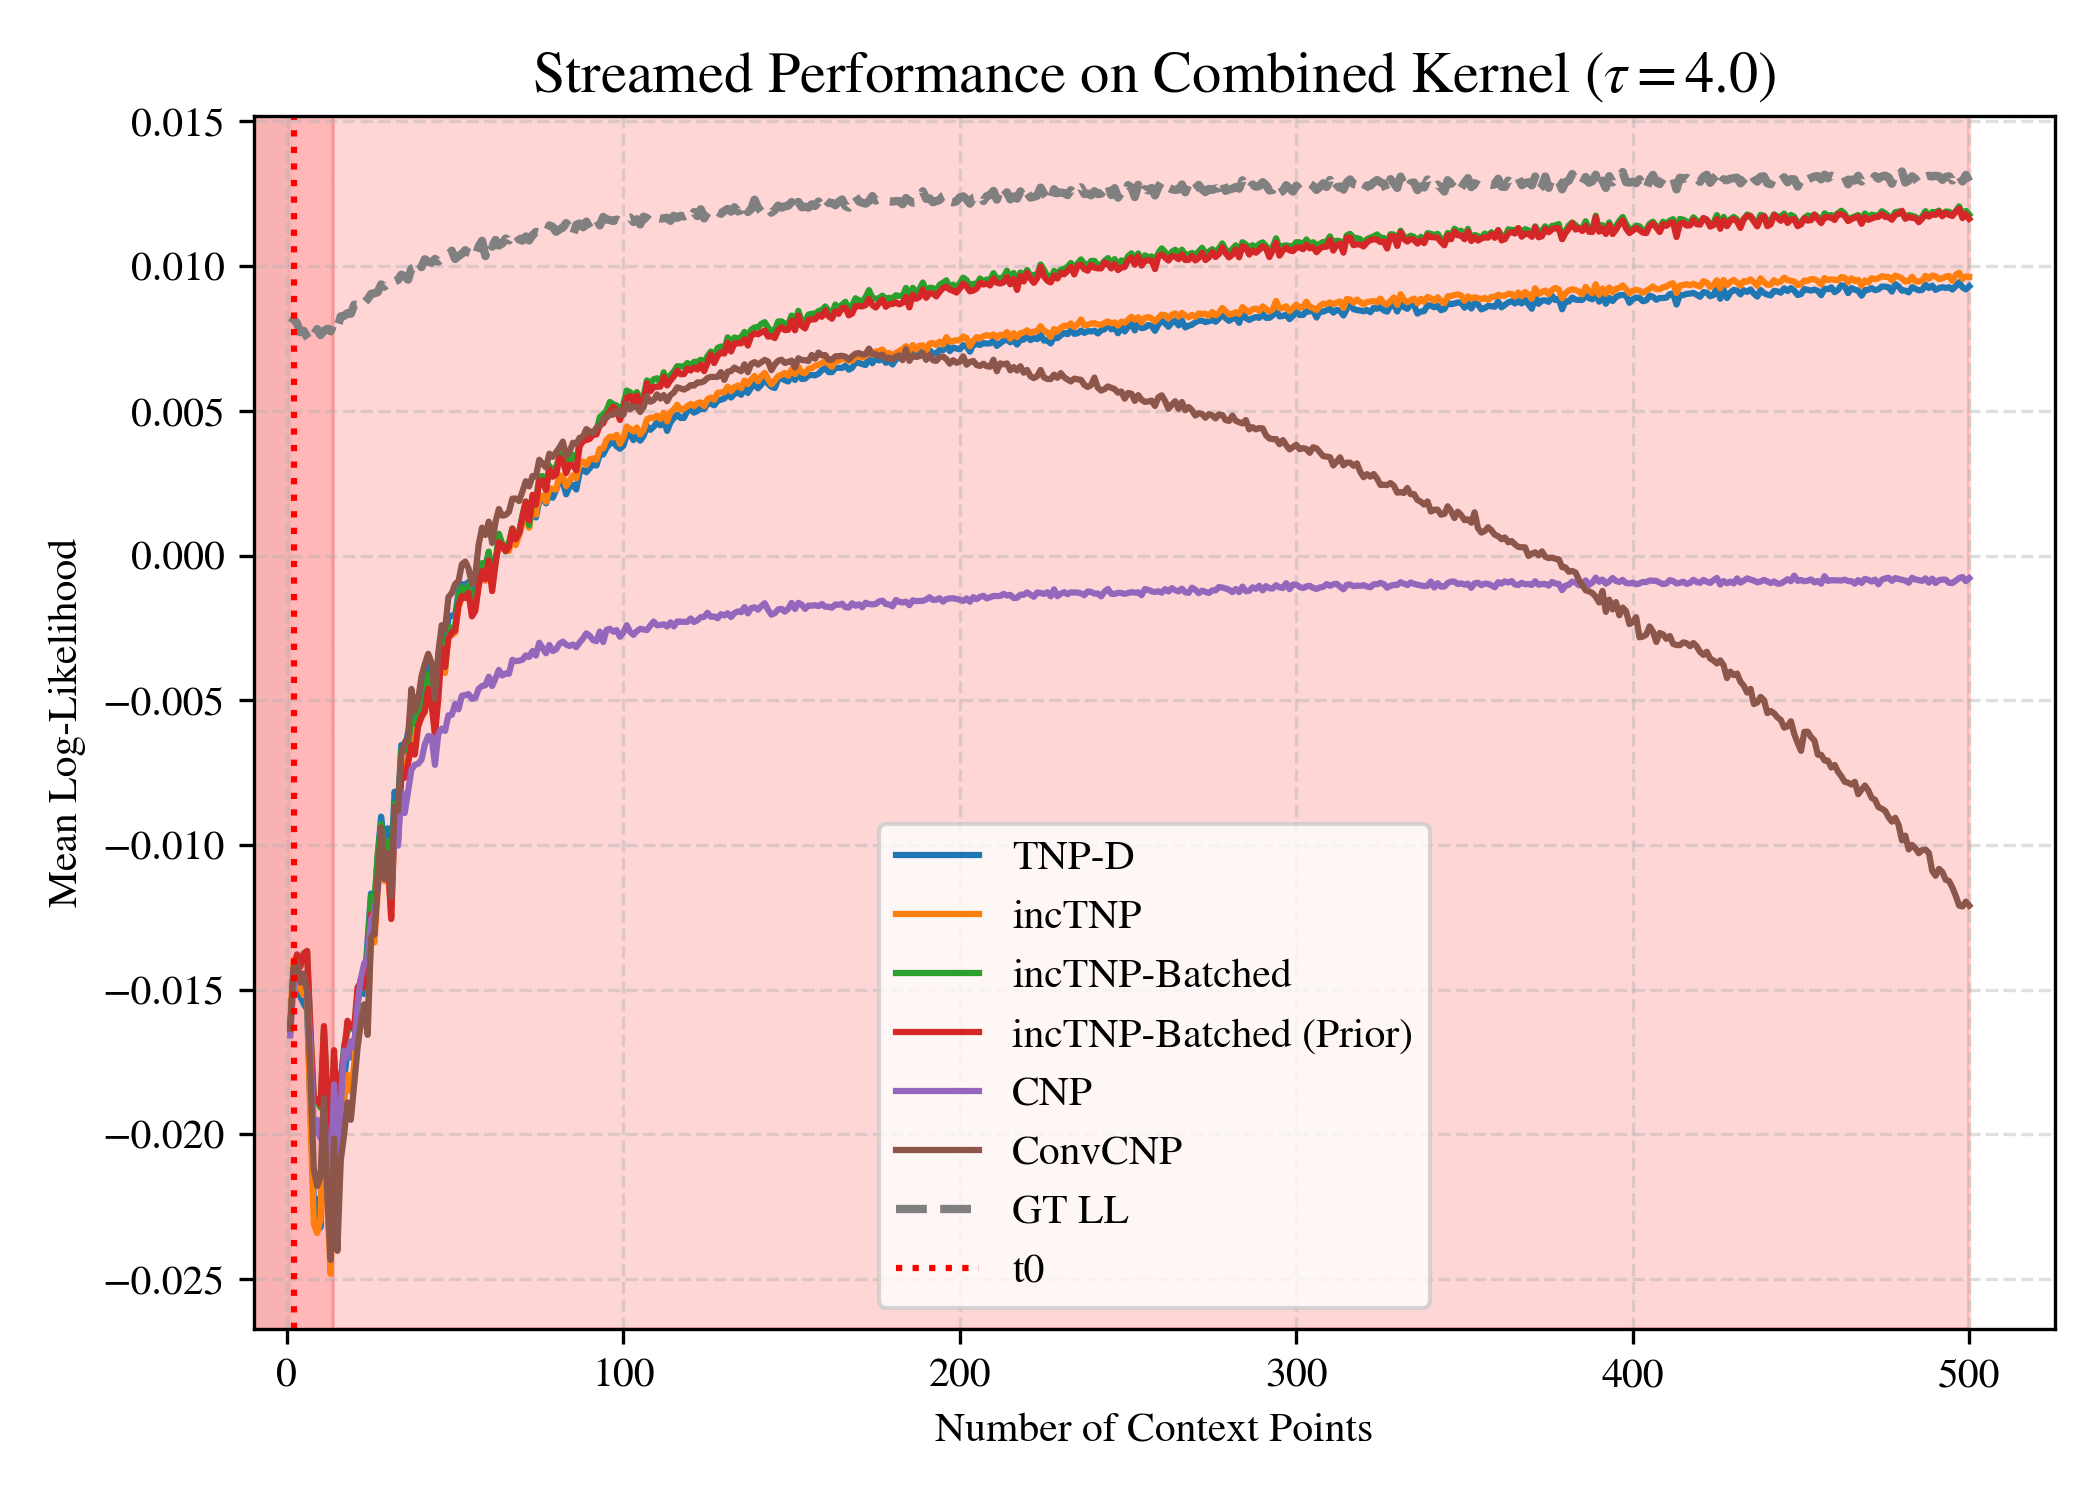 Streamed Performance on Combined Kernel (τ = 4.0)
Mean Log-Likelihood
0.015
0.010
0.005
0.000
−0.005
−0.010
−0.015
−0.020
−0.025
TNP-D
incTNP
incTNP-Batched
incTNP-Batched (Prior)
CNP
ConvCNP
GT LL
t0
0 100 200 300 400 500
Number of Context Points